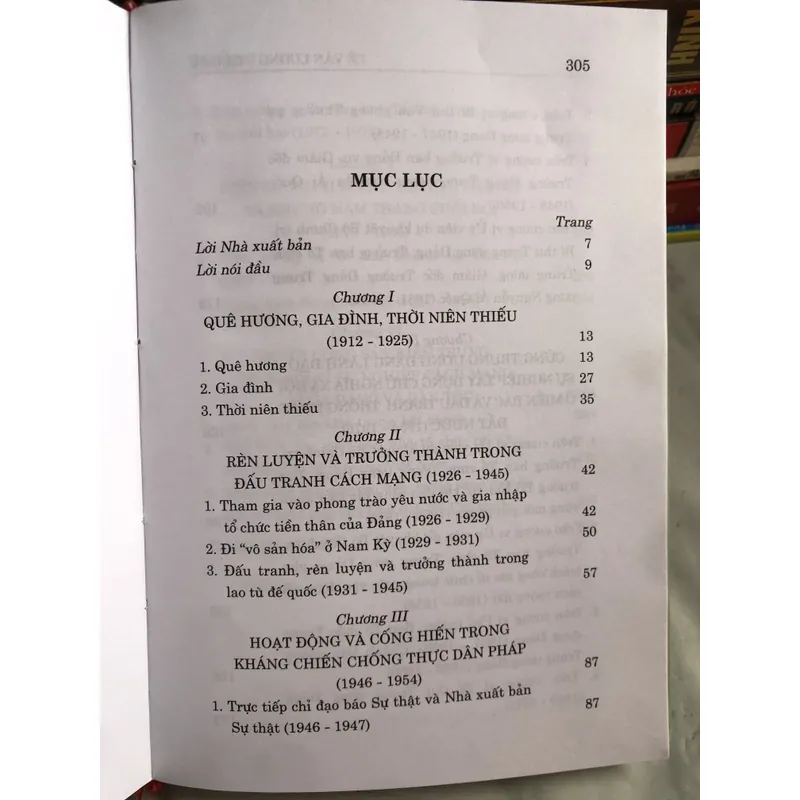 305
MỤC LỤC
Trang
Lời Nhà xuất bản 7
Lời nói đầu 9
Chương I
QUÊ HƯƠNG, GIA ĐÌNH, THỜI NIÊN THIẾU
(1912 - 1925) 13
1. Quê hương 13
2. Gia đình 27
3. Thời niên thiếu 35
Chương II
RÈN LUYỆN VÀ TRƯỞNG THÀNH TRONG
ĐẤU TRANH CÁCH MẠNG (1926 - 1945) 42
1. Tham gia vào phong trào yêu nước và gia nhập
tổ chức tiền thân của Đảng (1926 - 1929) 42
2. Đi “vô sản hóa” ở Nam Kỳ (1929 - 1931) 50
3. Đấu tranh, rèn luyện và trưởng thành trong
lao tù đế quốc (1931 - 1945) 57
Chương III
HOẠT ĐỘNG VÀ CỐNG HIẾN TRONG
KHÁNG CHIẾN CHỐNG THỰC DÂN PHÁP
(1946 - 1954) 87
1. Trực tiếp chỉ đạo báo Sự thật và Nhà xuất bản
Sự thật (1946 - 1947) 87
KINH